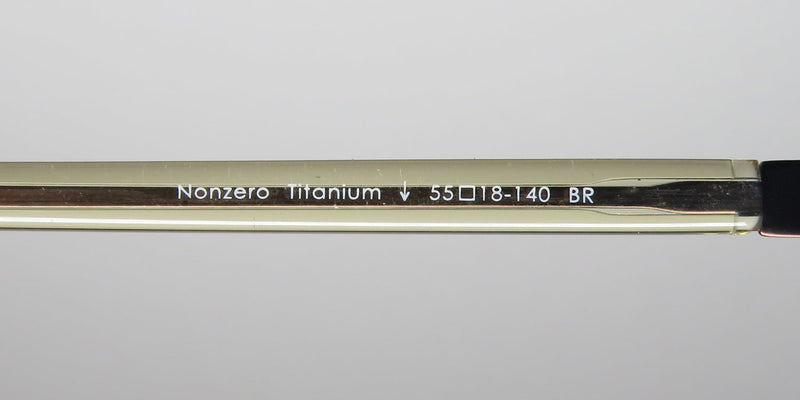 Nonzero Titanium ↓ 55□18-140 BR